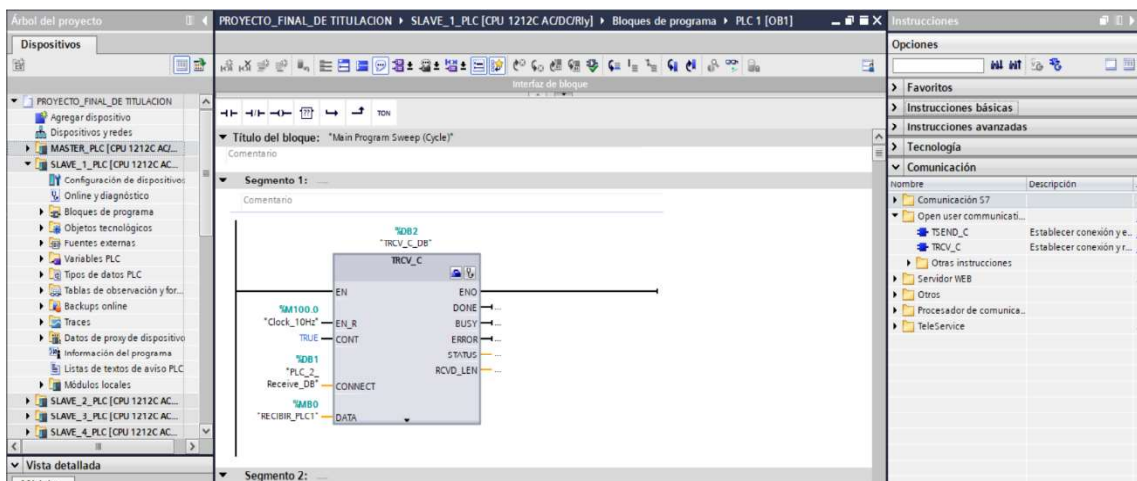 Árbol del proyecto
Dispositivos
PROYECTO_FINAL_DE TITULACION
Agregar dispositivo
Dispositivos y redes
MASTER_PLC [CPU 1212C AC/...
SLAVE_1_PLC [CPU 1212C AC...
Configuración de dispositivos
Online y diagnóstico
Bloques de programa
Objetos tecnológicos
Fuentes externas
Variables PLC
Tipos de datos PLC
Tablas de observación y for...
Backups online
Traces
Datos de proxy de dispositivo
Información del programa
Listas de textos de aviso PLC
Módulos locales
SLAVE_2_PLC [CPU 1212C AC...
SLAVE_3_PLC [CPU 1212C AC...
SLAVE_4_PLC [CPU 1212C AC...
Vista detallada
PROYECTO_FINAL_DE TITULACION ▸ SLAVE_1_PLC [CPU 1212C AC/DC/Rly] ▸ Bloques de programa ▸ PLC 1 [OB1]
Interfaz de bloque
TON
Título del bloque: "Main Program Sweep (Cycle)"
Comentario
Segmento 1: ....
Comentario
%DB2
"TRCV_C_DB"
TRCV_C
EN ENO
%M100.0 DONE ...
"Clock_10Hz" EN_R BUSY ...
TRUE CONT ERROR ...
%DB1 STATUS ...
"PLC_2_ RCVD_LEN ...
Receive_DB" CONNECT
%MB0
"RECIBIR_PLC1" DATA
Segmento 2: ....
Instrucciones
Opciones
Favoritos
Instrucciones básicas
Instrucciones avanzadas
Tecnología
Comunicación
Nombre Descripción
Comunicación S7
Open user communicati...
TSEND_C Establecer conexión y e...
TRCV_C Establecer conexión y r...
Otras instrucciones
Servidor WEB
Otros
Procesador de comunica...
TeleService